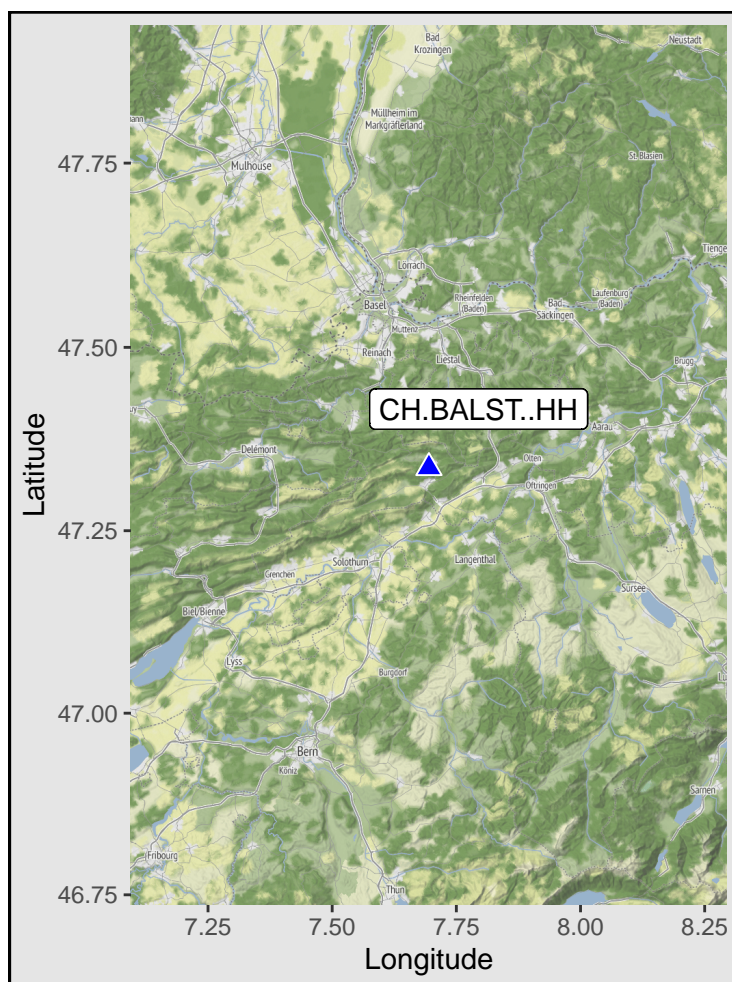 Bad
Krozingen
Neustadt
Müllheim im
Markgräflerland
47.75
Mulhouse
St. Blasien
Tienge
Lörrach
Basel
Rheinfelden
(Baden)
Bad
Säckingen
Laufenburg
(Baden)
Muttenz
47.50
Reinach
Liestal
Brugg
CH.BALST..HH
Aarau
Delémont
Olten
Oftringen
Latitude
47.25
Solothurn
Langenthal
Grenchen
Sursee
Biel/Bienne
Lyss
Burgdorf
47.00
Bern
Köniz
Sarnen
Fribourg
Thun
46.75
7.25
7.50
7.75
8.00
8.25
Longitude